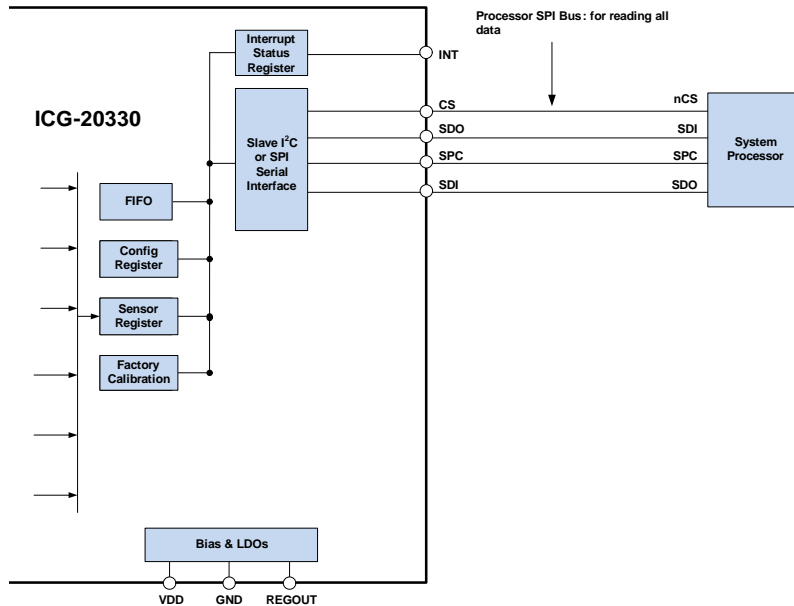 Processor SPI Bus: for reading all
data
Interrupt
Status
Register
INT
ICG-20330
CS
nCS
Slave I²C
or SPI
Serial
Interface
SDO
SDI
System
Processor
SPC
SPC
SDI
SDO
FIFO
Config
Register
Sensor
Register
Factory
Calibration
Bias & LDOs
VDD
GND
REGOUT